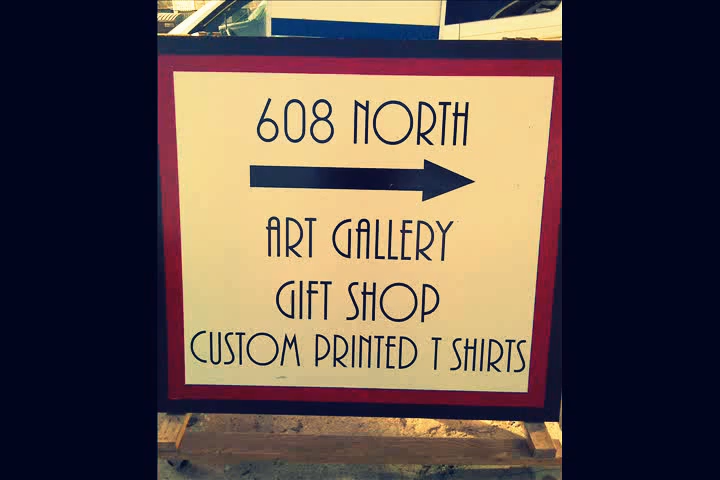 608 NORTH
ART GALLERY
GIFT SHOP
CUSTOM PRINTED T SHIRTS